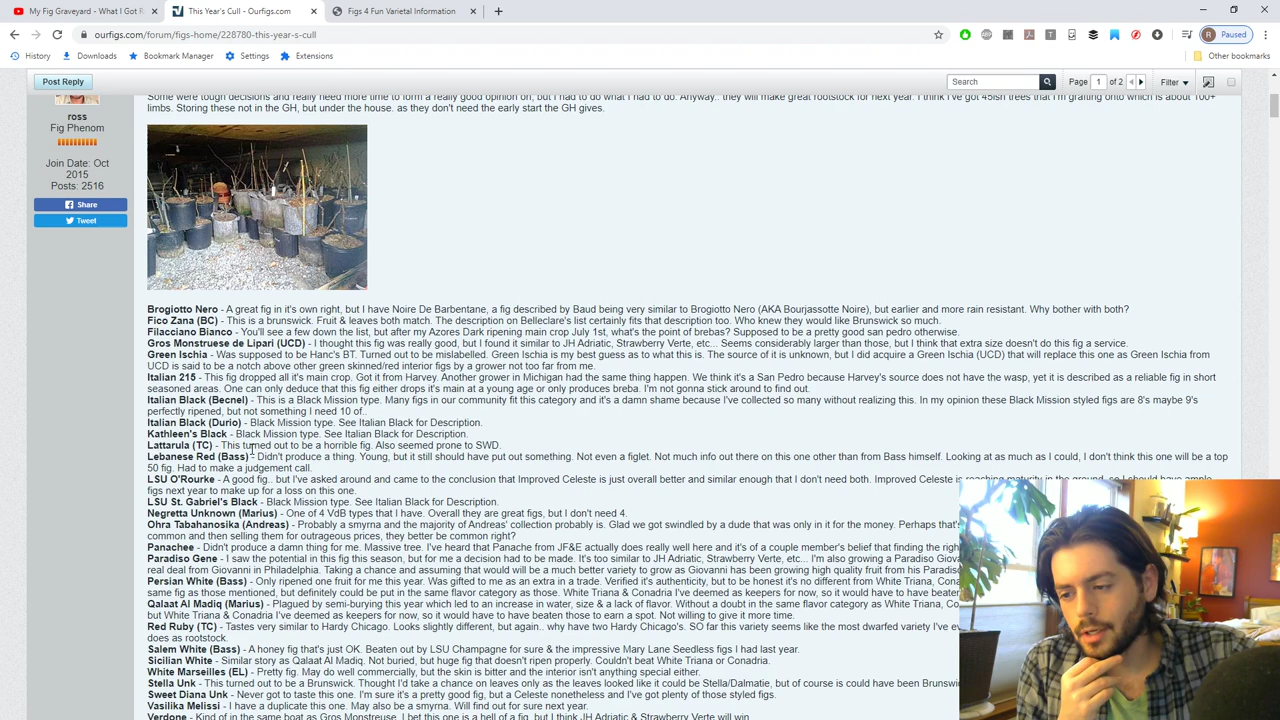 My Fig Graveyard - What I Got R
This Year's Cull - Ourfigs.com
Figs 4 Fun Varietal Information
ourfigs.com/forum/figs-home/228780-this-year-s-cull
Paused
History Downloads Bookmark Manager Settings Extensions Other bookmarks
Post Reply Search Page 1 of 2 Filter
Some were tough decisions and really need more time to form a really good opinion on, but I had to do what I had to do. Anyway.. they will make great rootstock for next year. I think I've got 45ish trees that I'm grafting onto which is about 100+
limbs. Storing these not in the GH, but under the house. as they don't need the early start the GH gives.
ross
Fig Phenom
Join Date: Oct
2015
Posts: 2516
Share
Tweet
Brogiotto Nero - A great fig in it's own right, but I have Noire De Barbentane, a fig described by Baud being very similar to Brogiotto Nero (AKA Bourjassotte Noire), but earlier and more rain resistant. Why bother with both?
Fico Zana (BC) - This is a brunswick. Fruit & leaves both match. The description on Belleclare's list certainly fits that description too. Who knew they would like Brunswick so much.
Filacciano Bianco - You'll see a few down the list, but after my Azores Dark ripening main crop July 1st, what's the point of brebas? Supposed to be a pretty good san pedro otherwise.
Gros Monstruese de Lipari (UCD) - I thought this fig was really good, but I found it similar to JH Adriatic, Strawberry Verte, etc... Seems considerably larger than those, but I think that extra size doesn't do this fig a service.
Green Ischia - Was supposed to be Hanc's BT. Turned out to be mislabelled. Green Ischia is my best guess as to what this is. The source of it is unknown, but I did acquire a Green Ischia (UCD) that will replace this one as Green Ischia from
UCD is said to be a notch above other green skinned/red interior figs by a grower not too far from me.
Italian 215 - This fig dropped all it's main crop. Got it from Harvey. Another grower in Michigan had the same thing happen. We think it's a San Pedro because Harvey's source does not have the wasp, yet it is described as a reliable fig in short
seasoned areas. One can only deduce that this fig either drops it's main at a young age or only produces breba. I'm not gonna stick around to find out.
Italian Black (Becnel) - This is a Black Mission type. Many figs in our community fit this category and it's a damn shame because I've collected so many without realizing this. In my opinion these Black Mission styled figs are 8's maybe 9's
perfectly ripened, but not something I need 10 of..
Italian Black (Durio) - Black Mission type. See Italian Black for Description.
Kathleen's Black - Black Mission type. See Italian Black for Description.
Lattarula (TC) - This turned out to be a horrible fig. Also seemed prone to SWD.
Lebanese Red (Bass) - Didn't produce a thing. Young, but it still should have put out something. Not even a figlet. Not much info out there on this one other than from Bass himself. Looking at as much as I could, I don't think this one will be a top
50 fig. Had to make a judgement call.
LSU O'Rourke - A good fig.. but I've asked around and came to the conclusion that Improved Celeste is just overall better and similar enough that I don't need both. Improved Celeste is reaching maturity in the ground, so I should have ample
figs next year to make up for a loss on this one.
LSU St. Gabriel's Black - Black Mission type. See Italian Black for Description.
Negretta Unknown (Marius) - One of 4 VdB types that I have. Overall they are great figs, but I don't need 4.
Ohra Tabahanosika (Andreas) - Probably a smyrna and the majority of Andreas' collection probably is. Glad we got swindled by a dude that was only in it for the money. Perhaps that's
common and then selling them for outrageous prices, they better be common right?
Panachee - Didn't produce a damn thing for me. Massive tree. I've heard that Panache from JF&E actually does really well here and it's of a couple member's belief that finding the right
Paradiso Gene - I saw the potential in this fig this season, but for me a decision had to be made. It's too similar to JH Adriatic, Strawberry Verte, etc... I'm also growing a Paradiso Giov
real deal from Giovanni in Philadelphia. Taking a chance and assuming that would will be a much better variety to grow as Giovanni has been growing high quality fruit from his Paradis
Persian White (Bass) - Only ripened one fruit for me this year. Was gifted to me as an extra in a trade. Verified it's authenticity, but to be honest it's no different from White Triana, Cona
same fig as those mentioned, but definitely could be put in the same flavor category as those. White Triana & Conadria I've deemed as keepers for now, so it would have to have beaten
Qalaat Al Madiq (Marius) - Plagued by semi-burying this year which led to an increase in water, size & a lack of flavor. Without a doubt in the same flavor category as White Triana, Co
but White Triana & Conadria I've deemed as keepers for now, so it would have to have beaten those to earn a spot. Not willing to give it more time.
Red Ruby (TC) - Tastes very similar to Hardy Chicago. Looks slightly different, but again.. why have two Hardy Chicago's. SO far this variety seems like the most dwarfed variety I've e
does as rootstock.
Salem White (Bass) - A honey fig that's just OK. Beaten out by LSU Champagne for sure & the impressive Mary Lane Seedless figs I had last year.
Sicilian White - Similar story as Qalaat Al Madiq. Not buried, but huge fig that doesn't ripen properly. Couldn't beat White Triana or Conadria.
White Marseilles (EL) - Pretty fig. May do well commercially, but the skin is bitter and the interior isn't anything special either.
Stella Unk - This turned out to be a Brunswick. Thought I'd take a chance on leaves only as the leaves looked like it could be Stella/Dalmatie, but of course is could have been Brunswic
Sweet Diana Unk - Never got to taste this one. I'm sure it's a pretty good fig, but a Celeste nonetheless and I've got plenty of those styled figs.
Vasilika Melissi - I have a duplicate this one. May also be a smyrna. Will find out for sure next year.
Verdone - Kind of in the same boat as Gros Monstreuse. I bet this one is a hell of a fig, but I think JH Adriatic & Strawberry Verte will win.